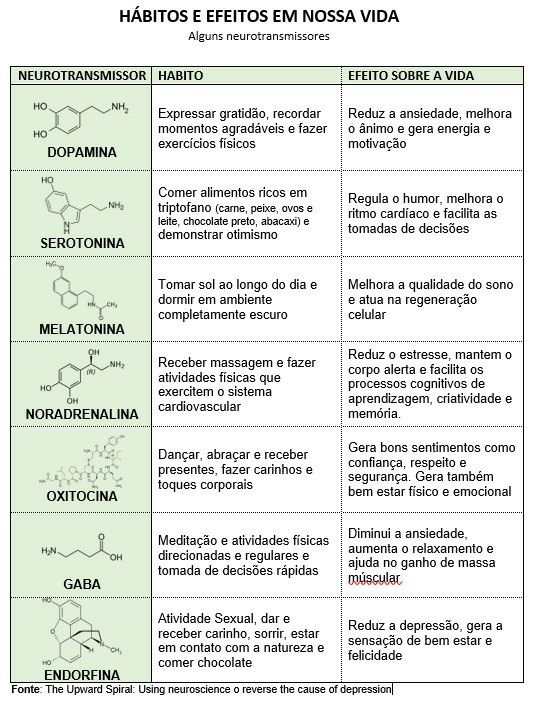 HÁBITOS E EFEITOS EM NOSSA VIDA
Alguns neurotransmissores
NEUROTRANSMISSOR HABITO EFEITO SOBRE A VIDA
HO
HO
NH₂
DOPAMINA
Expressar gratidão, recordar
momentos agradáveis e fazer
exercícios físicos
Reduz a ansiedade, melhora
o ânimo e gera energia e
motivação
HO
NH₂
N
H
SEROTONINA
Comer alimentos ricos em
triptofano (carne, peixe, ovos e
leite, chocolate preto, abacaxi) e
demonstrar otimismo
Regula o humor, melhora o
ritmo cardíaco e facilita as
tomadas de decisões
H₃C
O
HN
CH₃
O
MELATONINA
Tomar sol ao longo do dia e
dormir em ambiente
completamente escuro
Melhora a qualidade do sono
e atua na regeneração
celular
OH
NH₂
(R)
HO
OH
NORADRENALINA
Receber massagem e fazer
atividades físicas que
exercitem o sistema
cardiovascular
Reduz o estresse, mantem o
corpo alerta e facilita os
processos cognitivos de
aprendizagem, criatividade e
memória.
OXITOCINA
Dançar, abraçar e receber
presentes, fazer carinhos e
toques corporais
Gera bons sentimentos como
confiança, respeito e
segurança. Gera também
bem estar físico e emocional
H₂N
O
OH
GABA
Meditação e atividades físicas
direcionadas e regulares e
tomada de decisões rápidas
Diminui a ansiedade,
aumenta o relaxamento e
ajuda no ganho de massa
múscular
HO
O
H
N
CH₃
HO
ENDORFINA
Atividade Sexual, dar e
receber carinho, sorrir, estar
em contato com a natureza e
comer chocolate
Reduz a depressão, gera a
sensação de bem estar e
felicidade
Fonte: The Upward Spiral: Using neuroscience o reverse the cause of depression